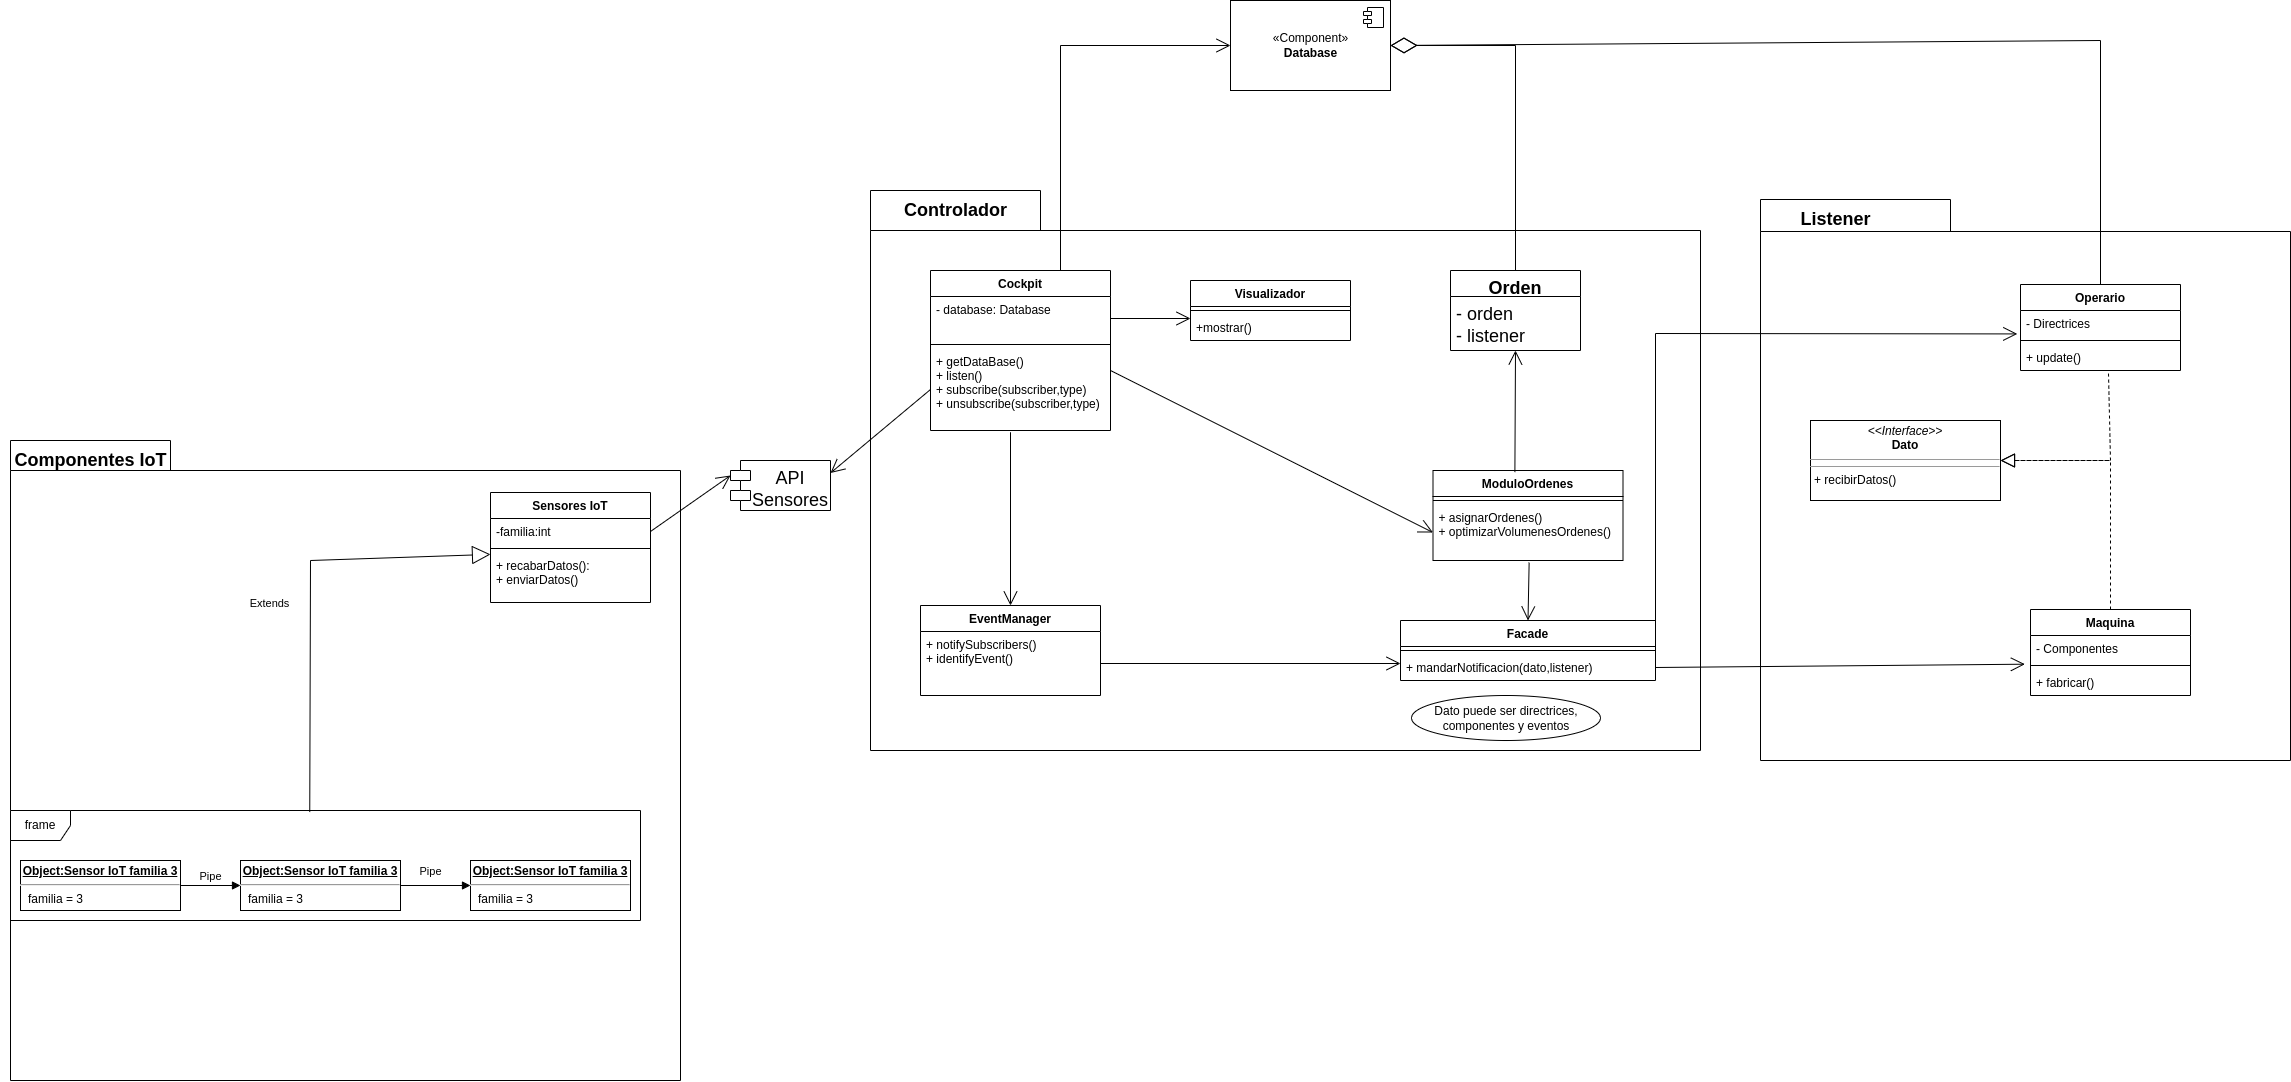 «Component»
Database
Controlador
Cockpit
- database: Database
+ getDataBase()
+ listen()
+ subscribe(subscriber,type)
+ unsubscribe(subscriber,type)
Visualizador
+mostrar()
Orden
- orden
- listener
ModuloOrdenes
+ asignarOrdenes()
+ optimizarVolumenesOrdenes()
EventManager
+ notifySubscribers()
+ identifyEvent()
Facade
+ mandarNotificacion(dato,listener)
Dato puede ser directrices,
componentes y eventos
Listener
Operario
- Directrices
+ update()
<<Interface>>
Dato
+ recibirDatos()
Maquina
- Componentes
+ fabricar()
API
Sensores
Componentes IoT
Sensores IoT
-familia:int
+ recabarDatos():
+ enviarDatos()
Extends
frame
Object:Sensor IoT familia 3
familia = 3
Pipe
Object:Sensor IoT familia 3
familia = 3
Pipe
Object:Sensor IoT familia 3
familia = 3